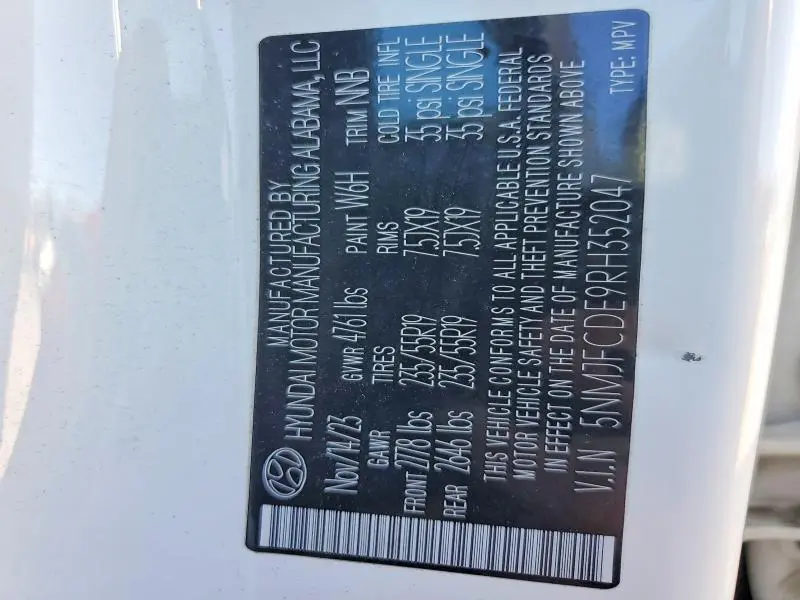 MANUFACTURED BY
HYUNDAI MOTOR MANUFACTURING ALABAMA, LLC
Nov/14/23 GVWR 4761 lbs PAINT W6H TRIM NNB
GAWR TIRES RIMS COLD TIRE INFL
FRONT 2778 lbs 235/55R19 7.5JX19 35 psi SINGLE
REAR 2646 lbs 235/55R19 7.5JX19 35 psi SINGLE
THIS VEHICLE CONFORMS TO ALL APPLICABLE U.S.A. FEDERAL
MOTOR VEHICLE SAFETY AND THEFT PREVENTION STANDARDS
IN EFFECT ON THE DATE OF MANUFACTURE SHOWN ABOVE
V.I.N 5NMJFCDE9RH352047 TYPE: MPV